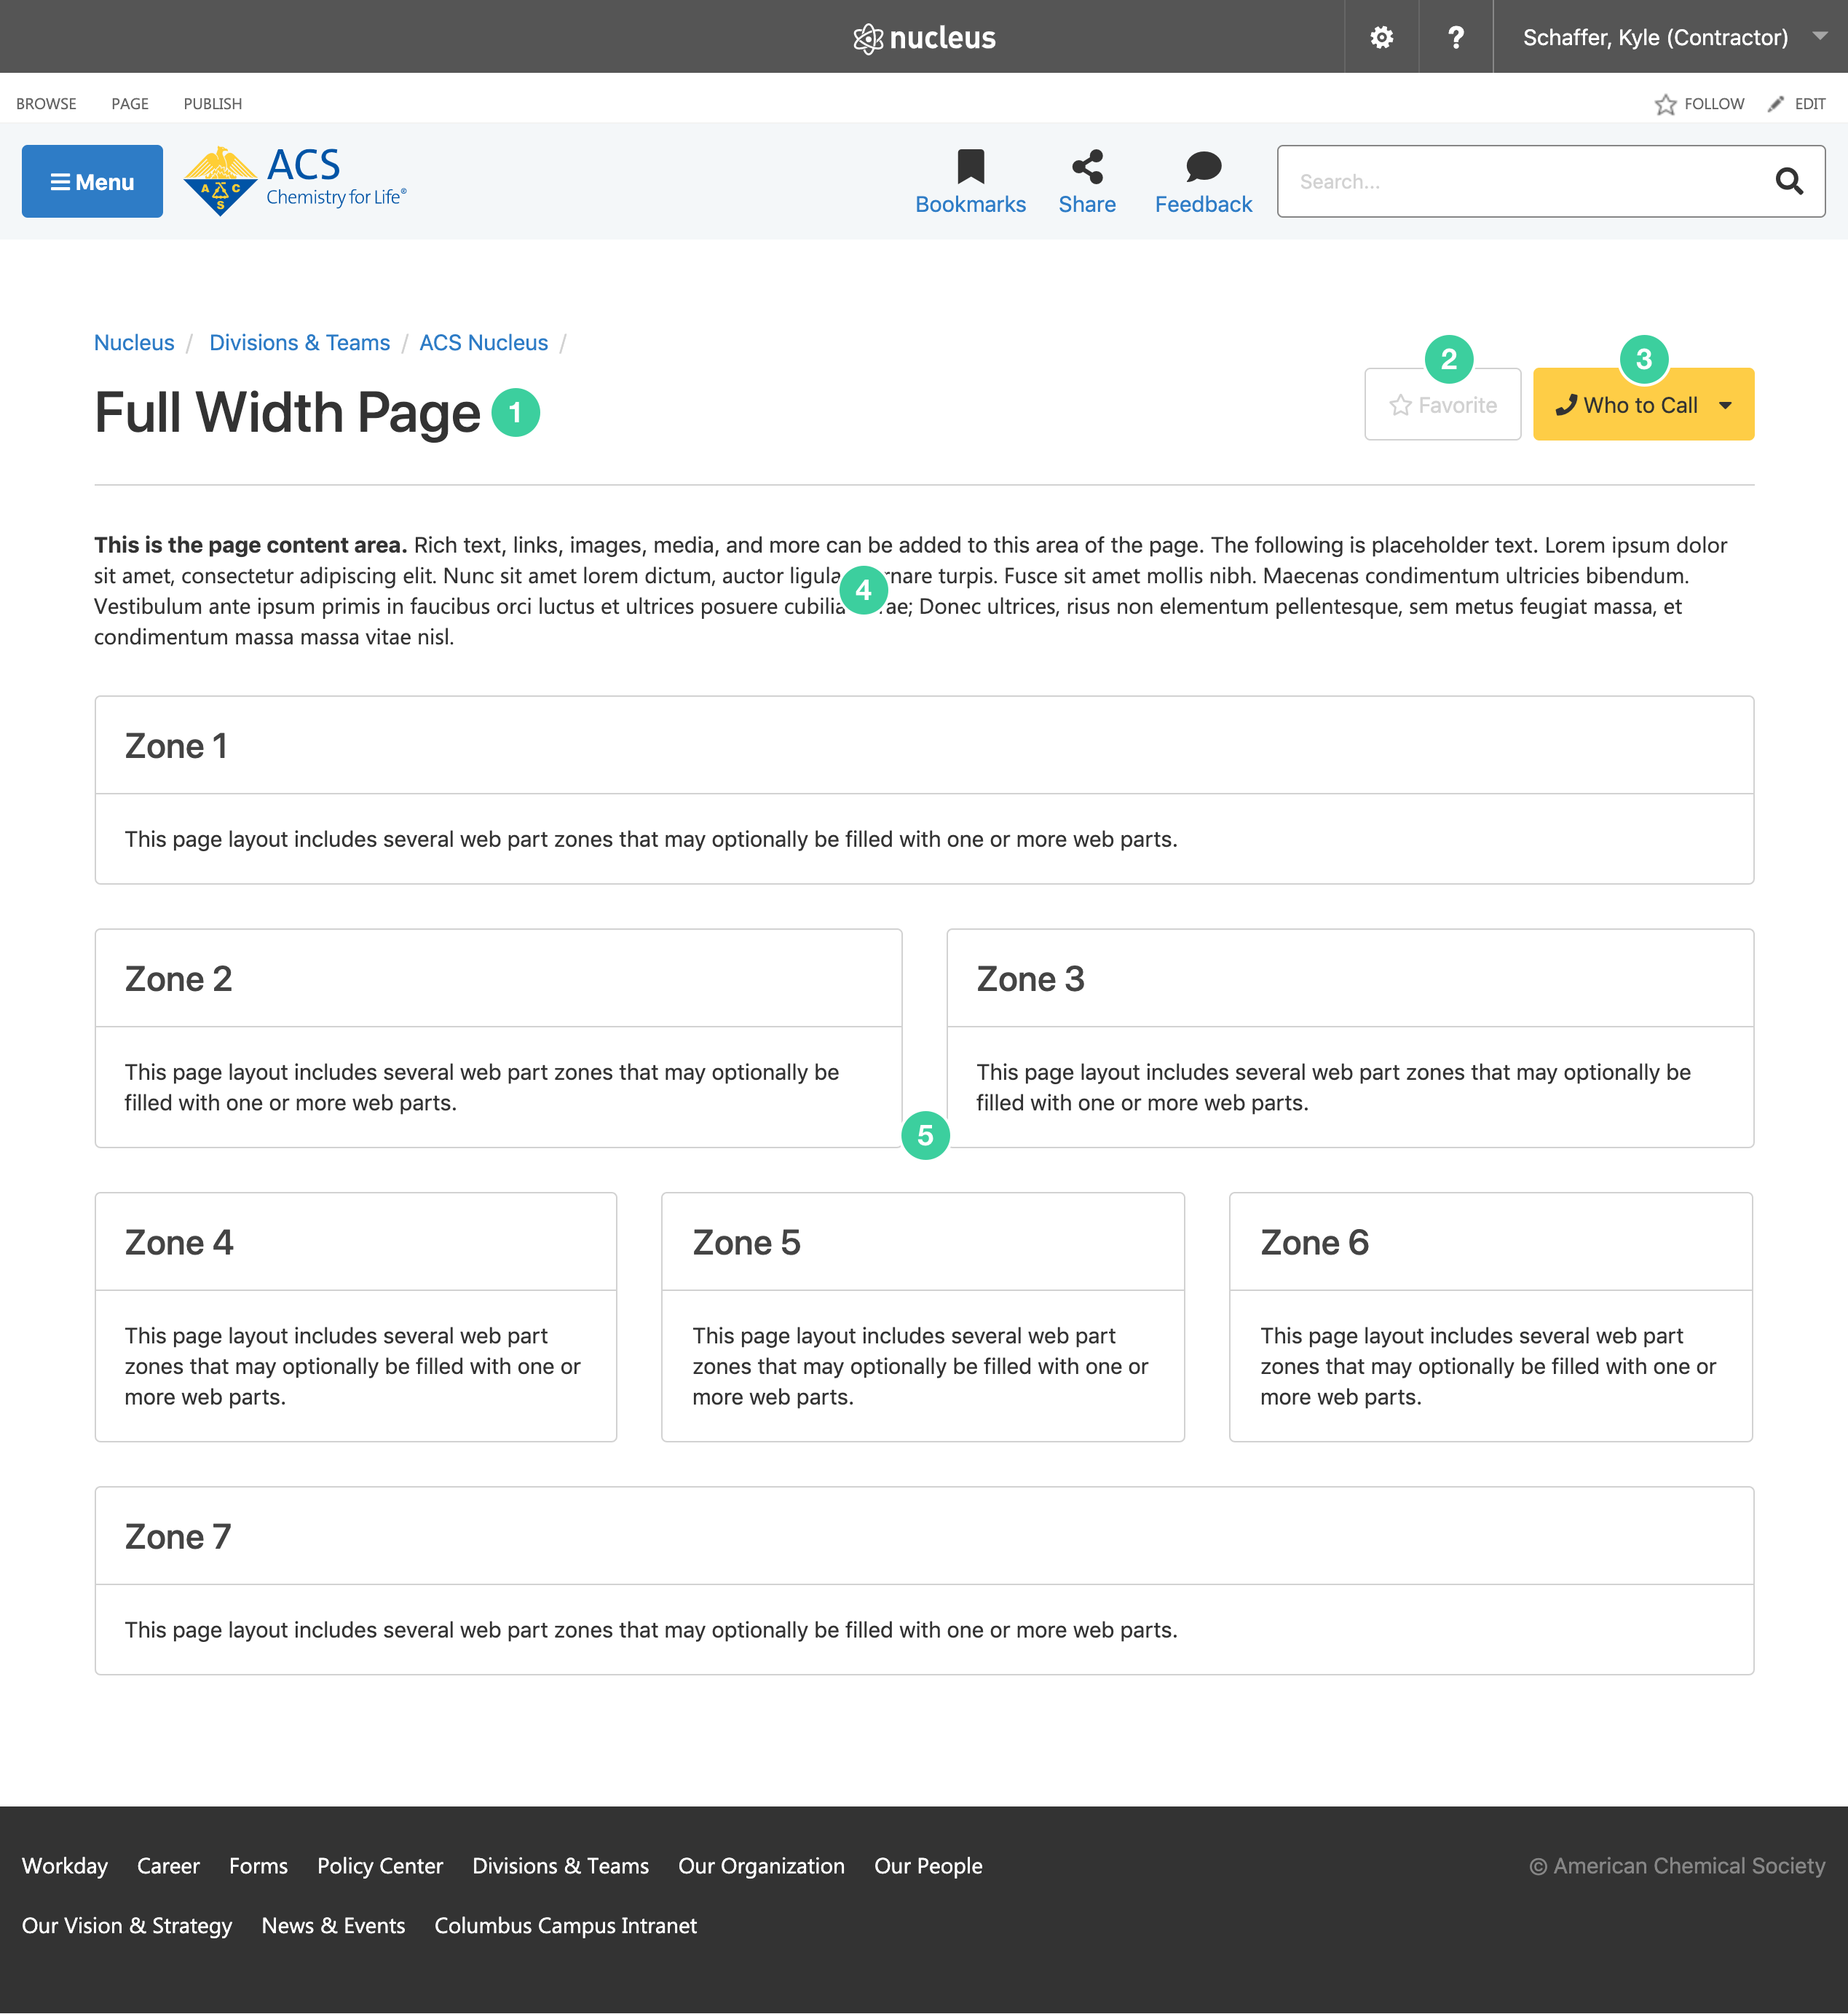 nucleus
?
Schaffer, Kyle (Contractor)
BROWSE PAGE PUBLISH
FOLLOW EDIT
Menu
ACS
Chemistry for Life®
A C S
Bookmarks Share Feedback
Search...
Nucleus / Divisions & Teams / ACS Nucleus /
Full Width Page 1
2
Favorite
3
Who to Call
This is the page content area. Rich text, links, images, media, and more can be added to this area of the page. The following is placeholder text. Lorem ipsum dolor
sit amet, consectetur adipiscing elit. Nunc sit amet lorem dictum, auctor ligula turpis. Fusce sit amet mollis nibh. Maecenas condimentum ultricies bibendum.
4
Vestibulum ante ipsum primis in faucibus orci luctus et ultrices posuere Donec ultrices, risus non elementum pellentesque, sem metus feugiat massa, et
condimentum massa massa vitae nisl.
Zone 1
This page layout includes several web part zones that may optionally be filled with one or more web parts.
Zone 2
This page layout includes several web part zones that may optionally be
filled with one or more web parts.
Zone 3
This page layout includes several web part zones that may optionally be
filled with one or more web parts.
5
Zone 4
This page layout includes several web part
zones that may optionally be filled with one or
more web parts.
Zone 5
This page layout includes several web part
zones that may optionally be filled with one or
more web parts.
Zone 6
This page layout includes several web part
zones that may optionally be filled with one or
more web parts.
Zone 7
This page layout includes several web part zones that may optionally be filled with one or more web parts.
Workday Career Forms Policy Center Divisions & Teams Our Organization Our People
© American Chemical Society
Our Vision & Strategy News & Events Columbus Campus Intranet